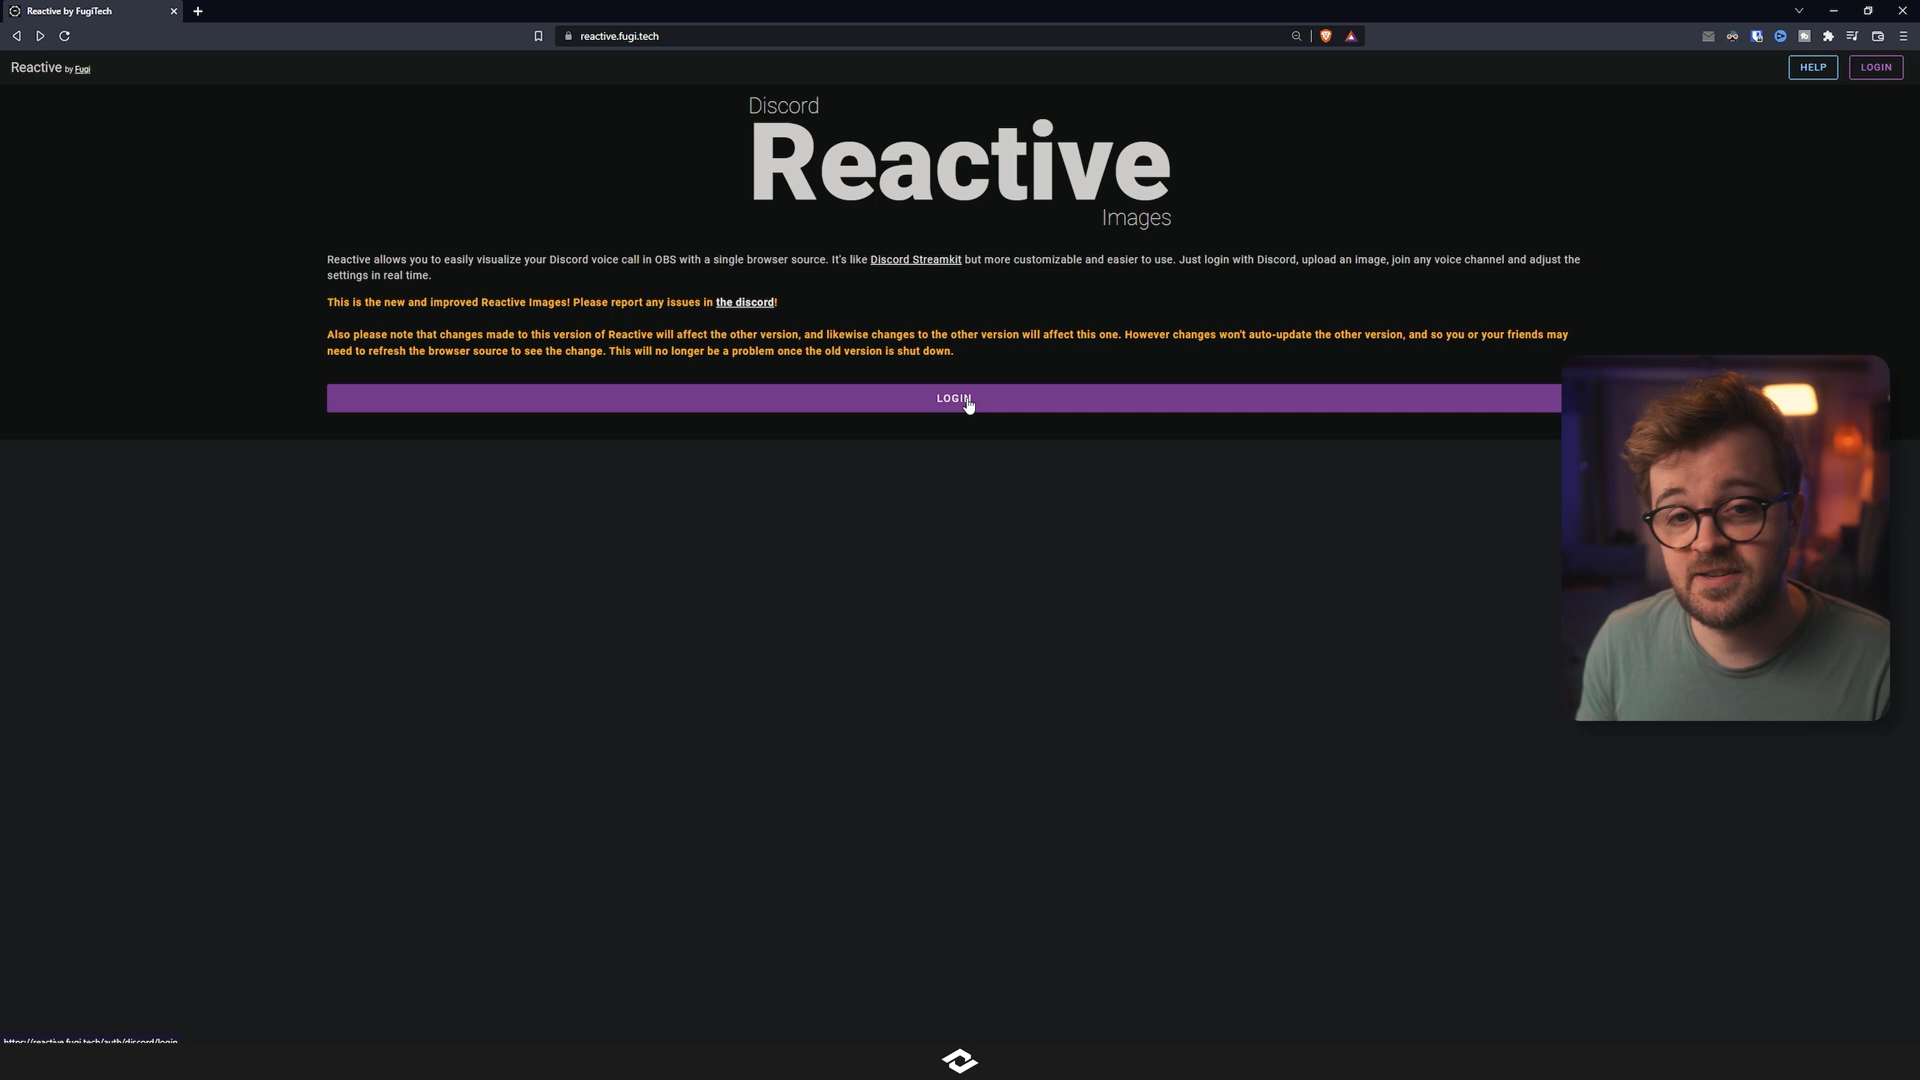 Reactive by FugiTech
reactive.fugi.tech
Reactive by Fugi
HELP
LOGIN
Discord
Reactive
Images
Reactive allows you to easily visualize your Discord voice call in OBS with a single browser source. It's like Discord Streamkit but more customizable and easier to use. Just login with Discord, upload an image, join any voice channel and adjust the
settings in real time.
This is the new and improved Reactive Images! Please report any issues in the discord!
Also please note that changes made to this version of Reactive will affect the other version, and likewise changes to the other version will affect this one. However changes won't auto-update the other version, and so you or your friends may
need to refresh the browser source to see the change. This will no longer be a problem once the old version is shut down.
LOGIN
https://reactive.fugi.tech/auth/discord/login